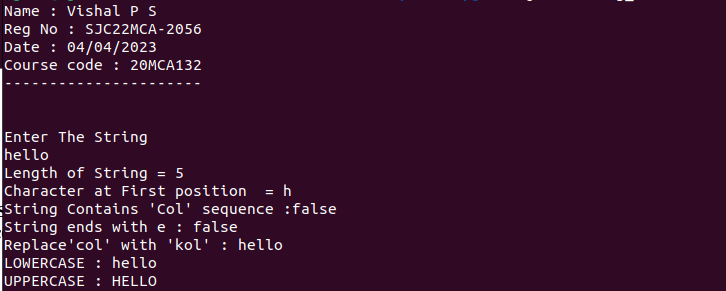 Name : Vishal P S
Reg No : SJC22MCA-2056
Date : 04/04/2023
Course code : 20MCA132
----------------------
Enter The String
hello
Length of String = 5
Character at First position  = h
String Contains 'Col' sequence :false
String ends with e : false
Replace'col' with 'kol' : hello
LOWERCASE : hello
UPPERCASE : HELLO